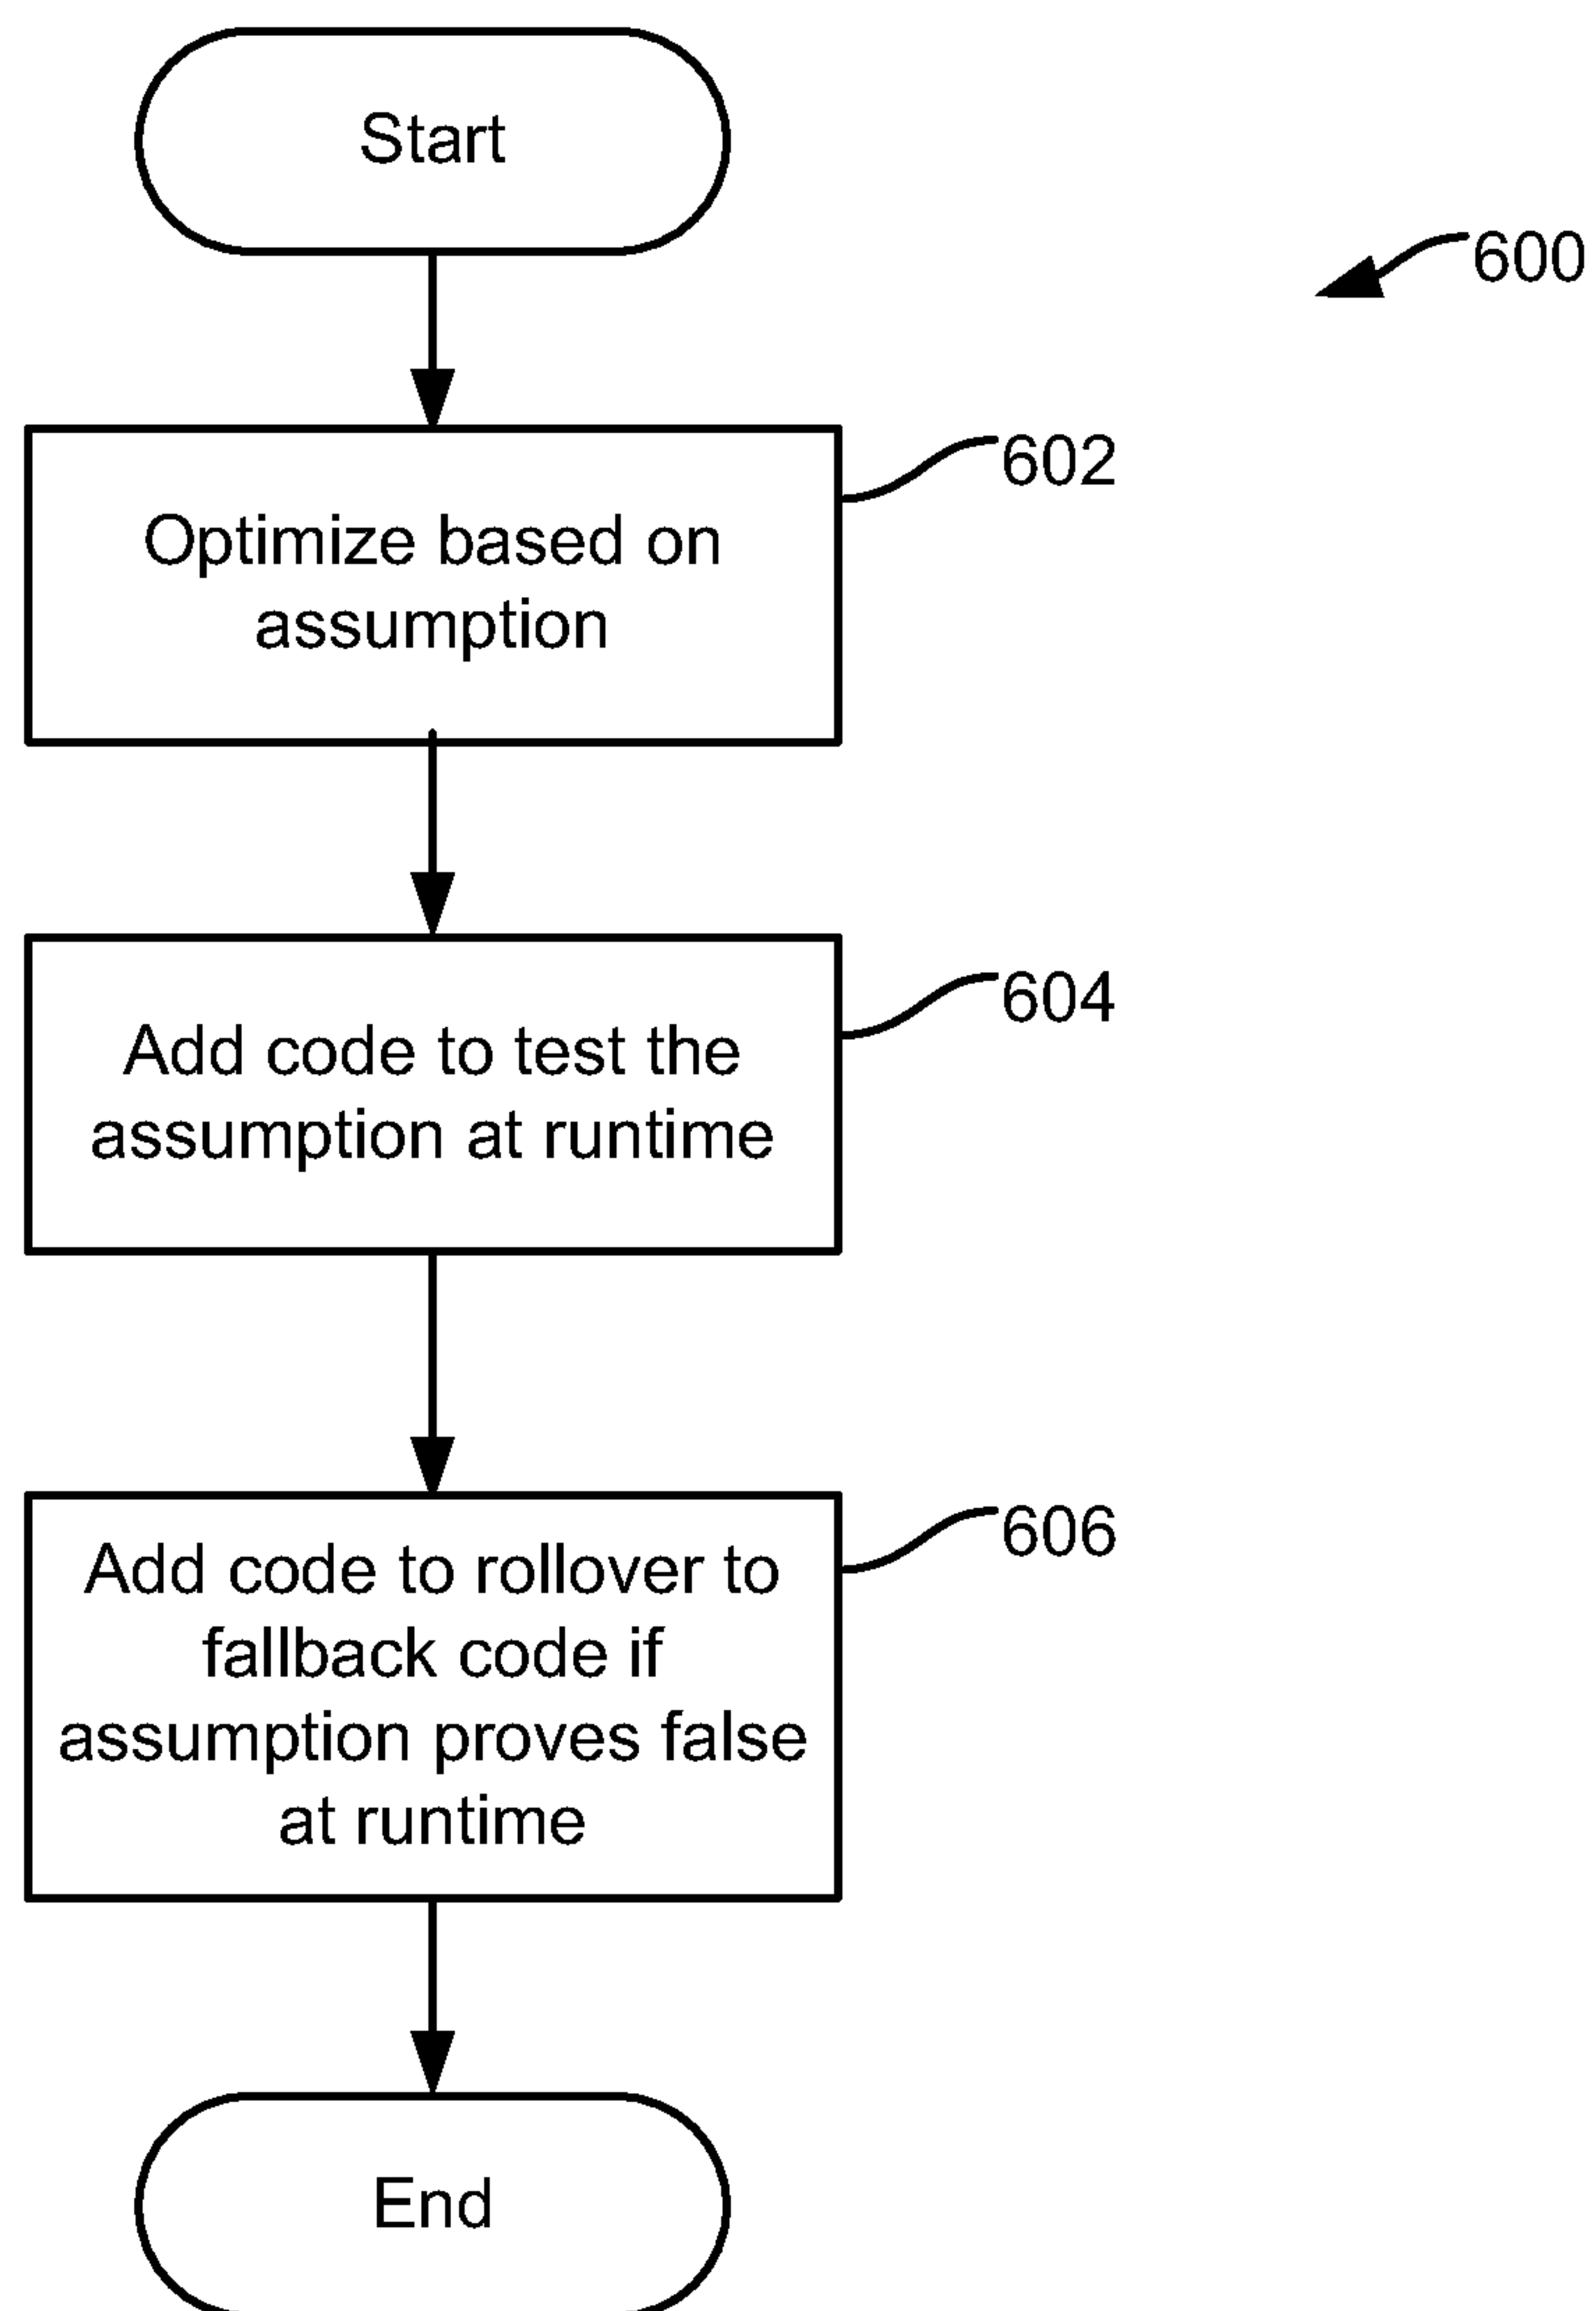 Start
600
602
Optimize based on
assumption
604
Add code to test the
assumption at runtime
606
Add code to rollover to
fallback code if
assumption proves false
at runtime
End